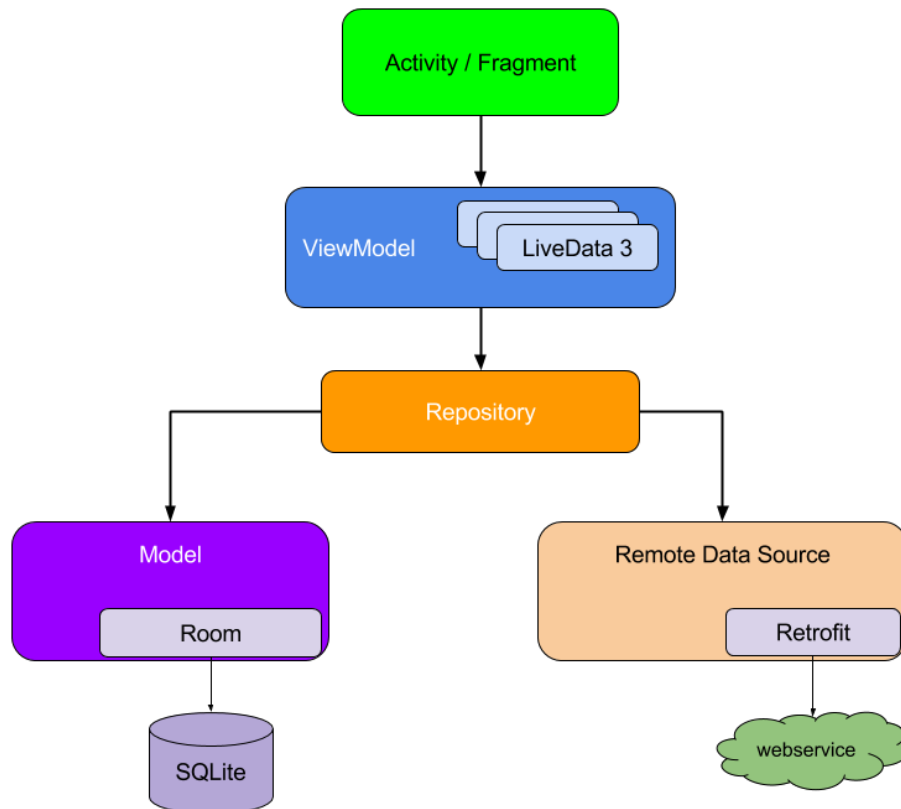 Activity / Fragment
ViewModel
LiveData 3
Repository
Model
Remote Data Source
Room
Retrofit
SQLite
webservice